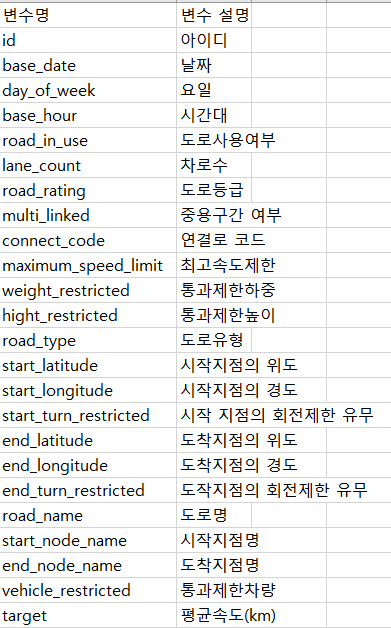 변수명 변수 설명
id 아이디
base_date 날짜
day_of_week 요일
base_hour 시간대
road_in_use 도로사용여부
lane_count 차로수
road_rating 도로등급
multi_linked 중용구간 여부
connect_code 연결로 코드
maximum_speed_limit 최고속도제한
weight_restricted 통과제한하중
hight_restricted 통과제한높이
road_type 도로유형
start_latitude 시작지점의 위도
start_longitude 시작지점의 경도
start_turn_restricted 시작 지점의 회전제한 유무
end_latitude 도착지점의 위도
end_longitude 도착지점의 경도
end_turn_restricted 도작지점의 회전제한 유무
road_name 도로명
start_node_name 시작지점명
end_node_name 도착지점명
vehicle_restricted 통과제한차량
target 평균속도(km)